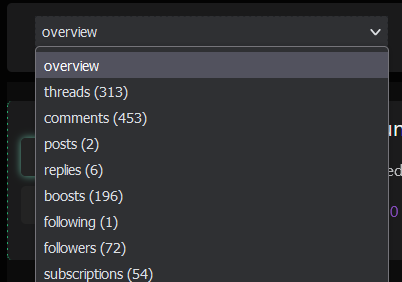 overview
overview
threads (313)
comments (453)
posts (2)
replies (6)
boosts (196)
following (1)
followers (72)
subscriptions (54)